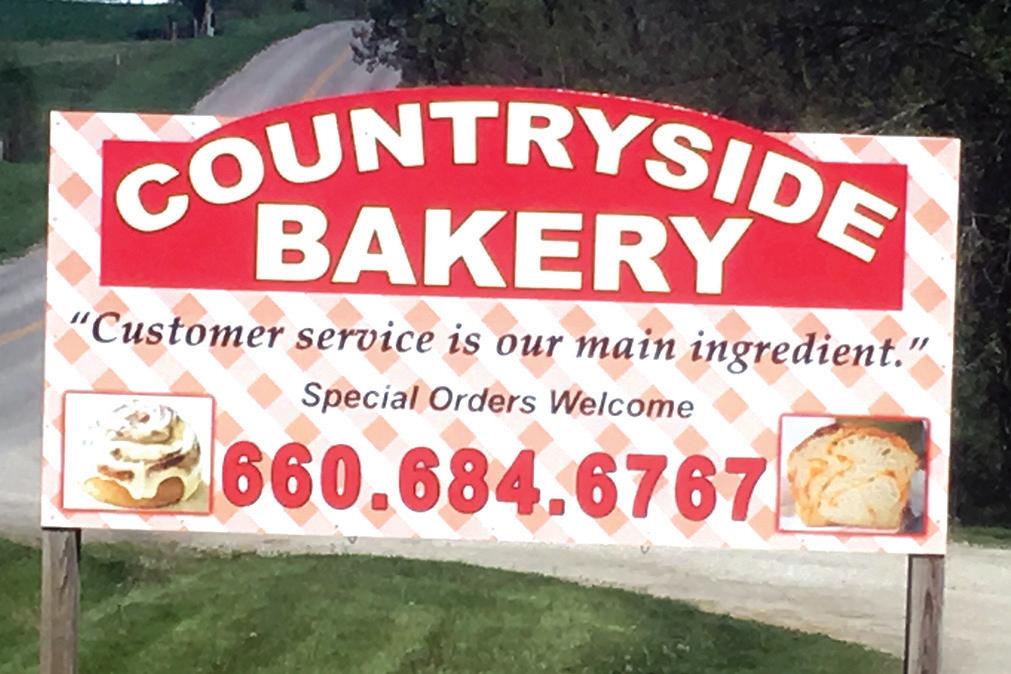 COUNTRYSIDE
BAKERY
“Customer service is our main ingredient.”
Special Orders Welcome
660.684.6767